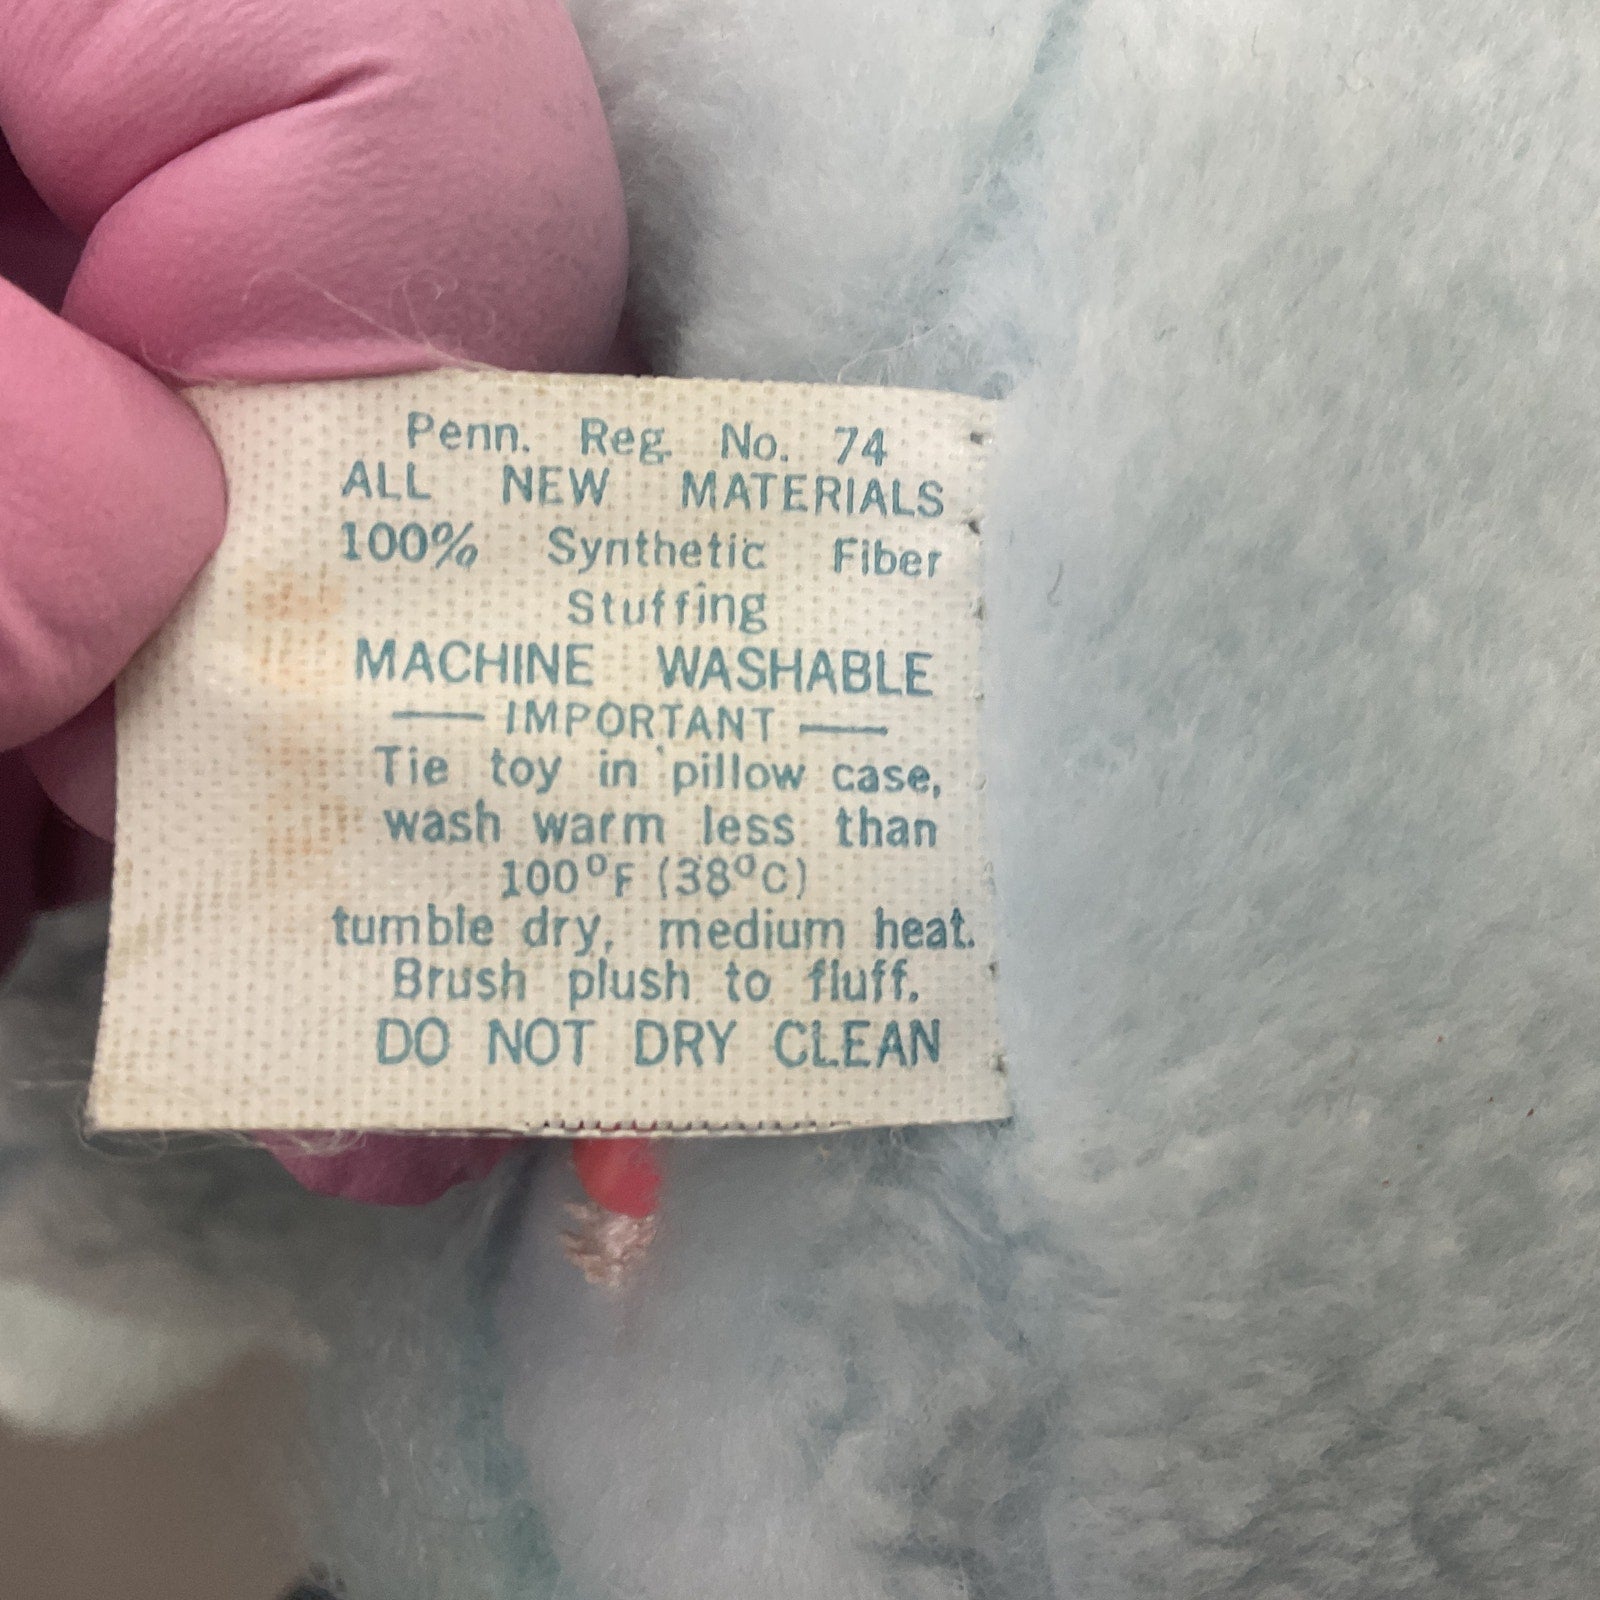 Penn. Reg. No. 74
ALL NEW MATERIALS
100% Synthetic Fiber
Stuffing
MACHINE WASHABLE
— IMPORTANT —
Tie toy in pillow case,
wash warm less than
100°F (38°C)
tumble dry, medium heat.
Brush plush to fluff.
DO NOT DRY CLEAN